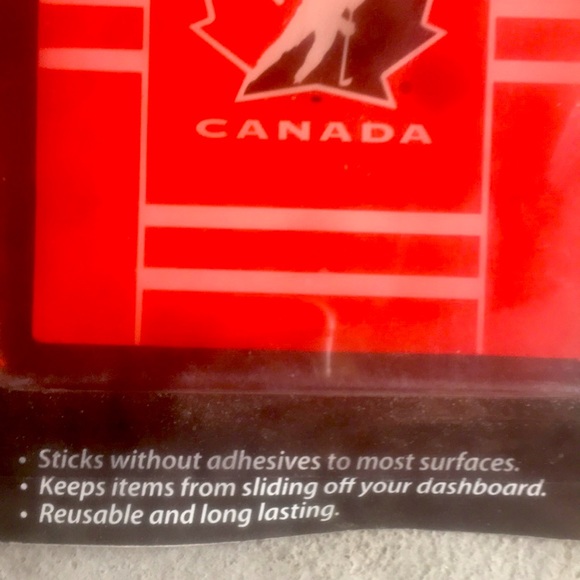 CANADA
• Sticks without adhesives to most surfaces.
• Keeps items from sliding off your dashboard.
• Reusable and long lasting.